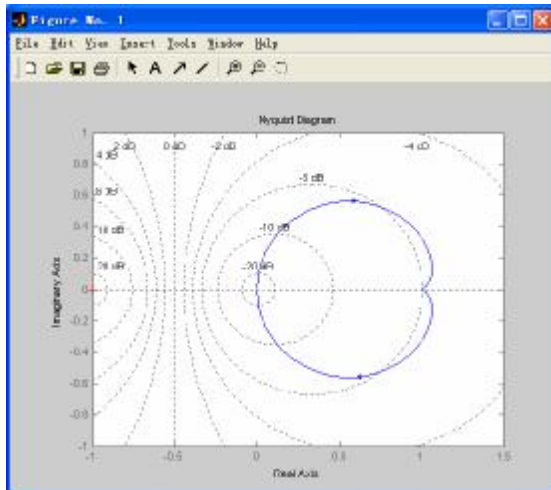 Figure No. 1
File Edit View Insert Tools Window Help
Nyquist Diagram
1
0.8
0.6
0.4
0.2
0
-0.2
-0.4
-0.6
-0.8
-1
2 dB 0 dB -2 dB -4 dB
4 dB
6 dB -6 dB
10 dB -10 dB
20 dB -20 dB
-1 -0.5 0 0.5 1 1.5
Real Axis
Imaginary Axis